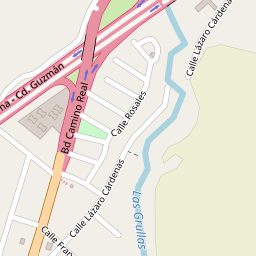 Calle Lázaro Cárdenas
na - Cd. Guzmán
Bd Camino Real
Calle Rosales
Calle Lázaro Cárdenas
Las Grullas
Calle Fran